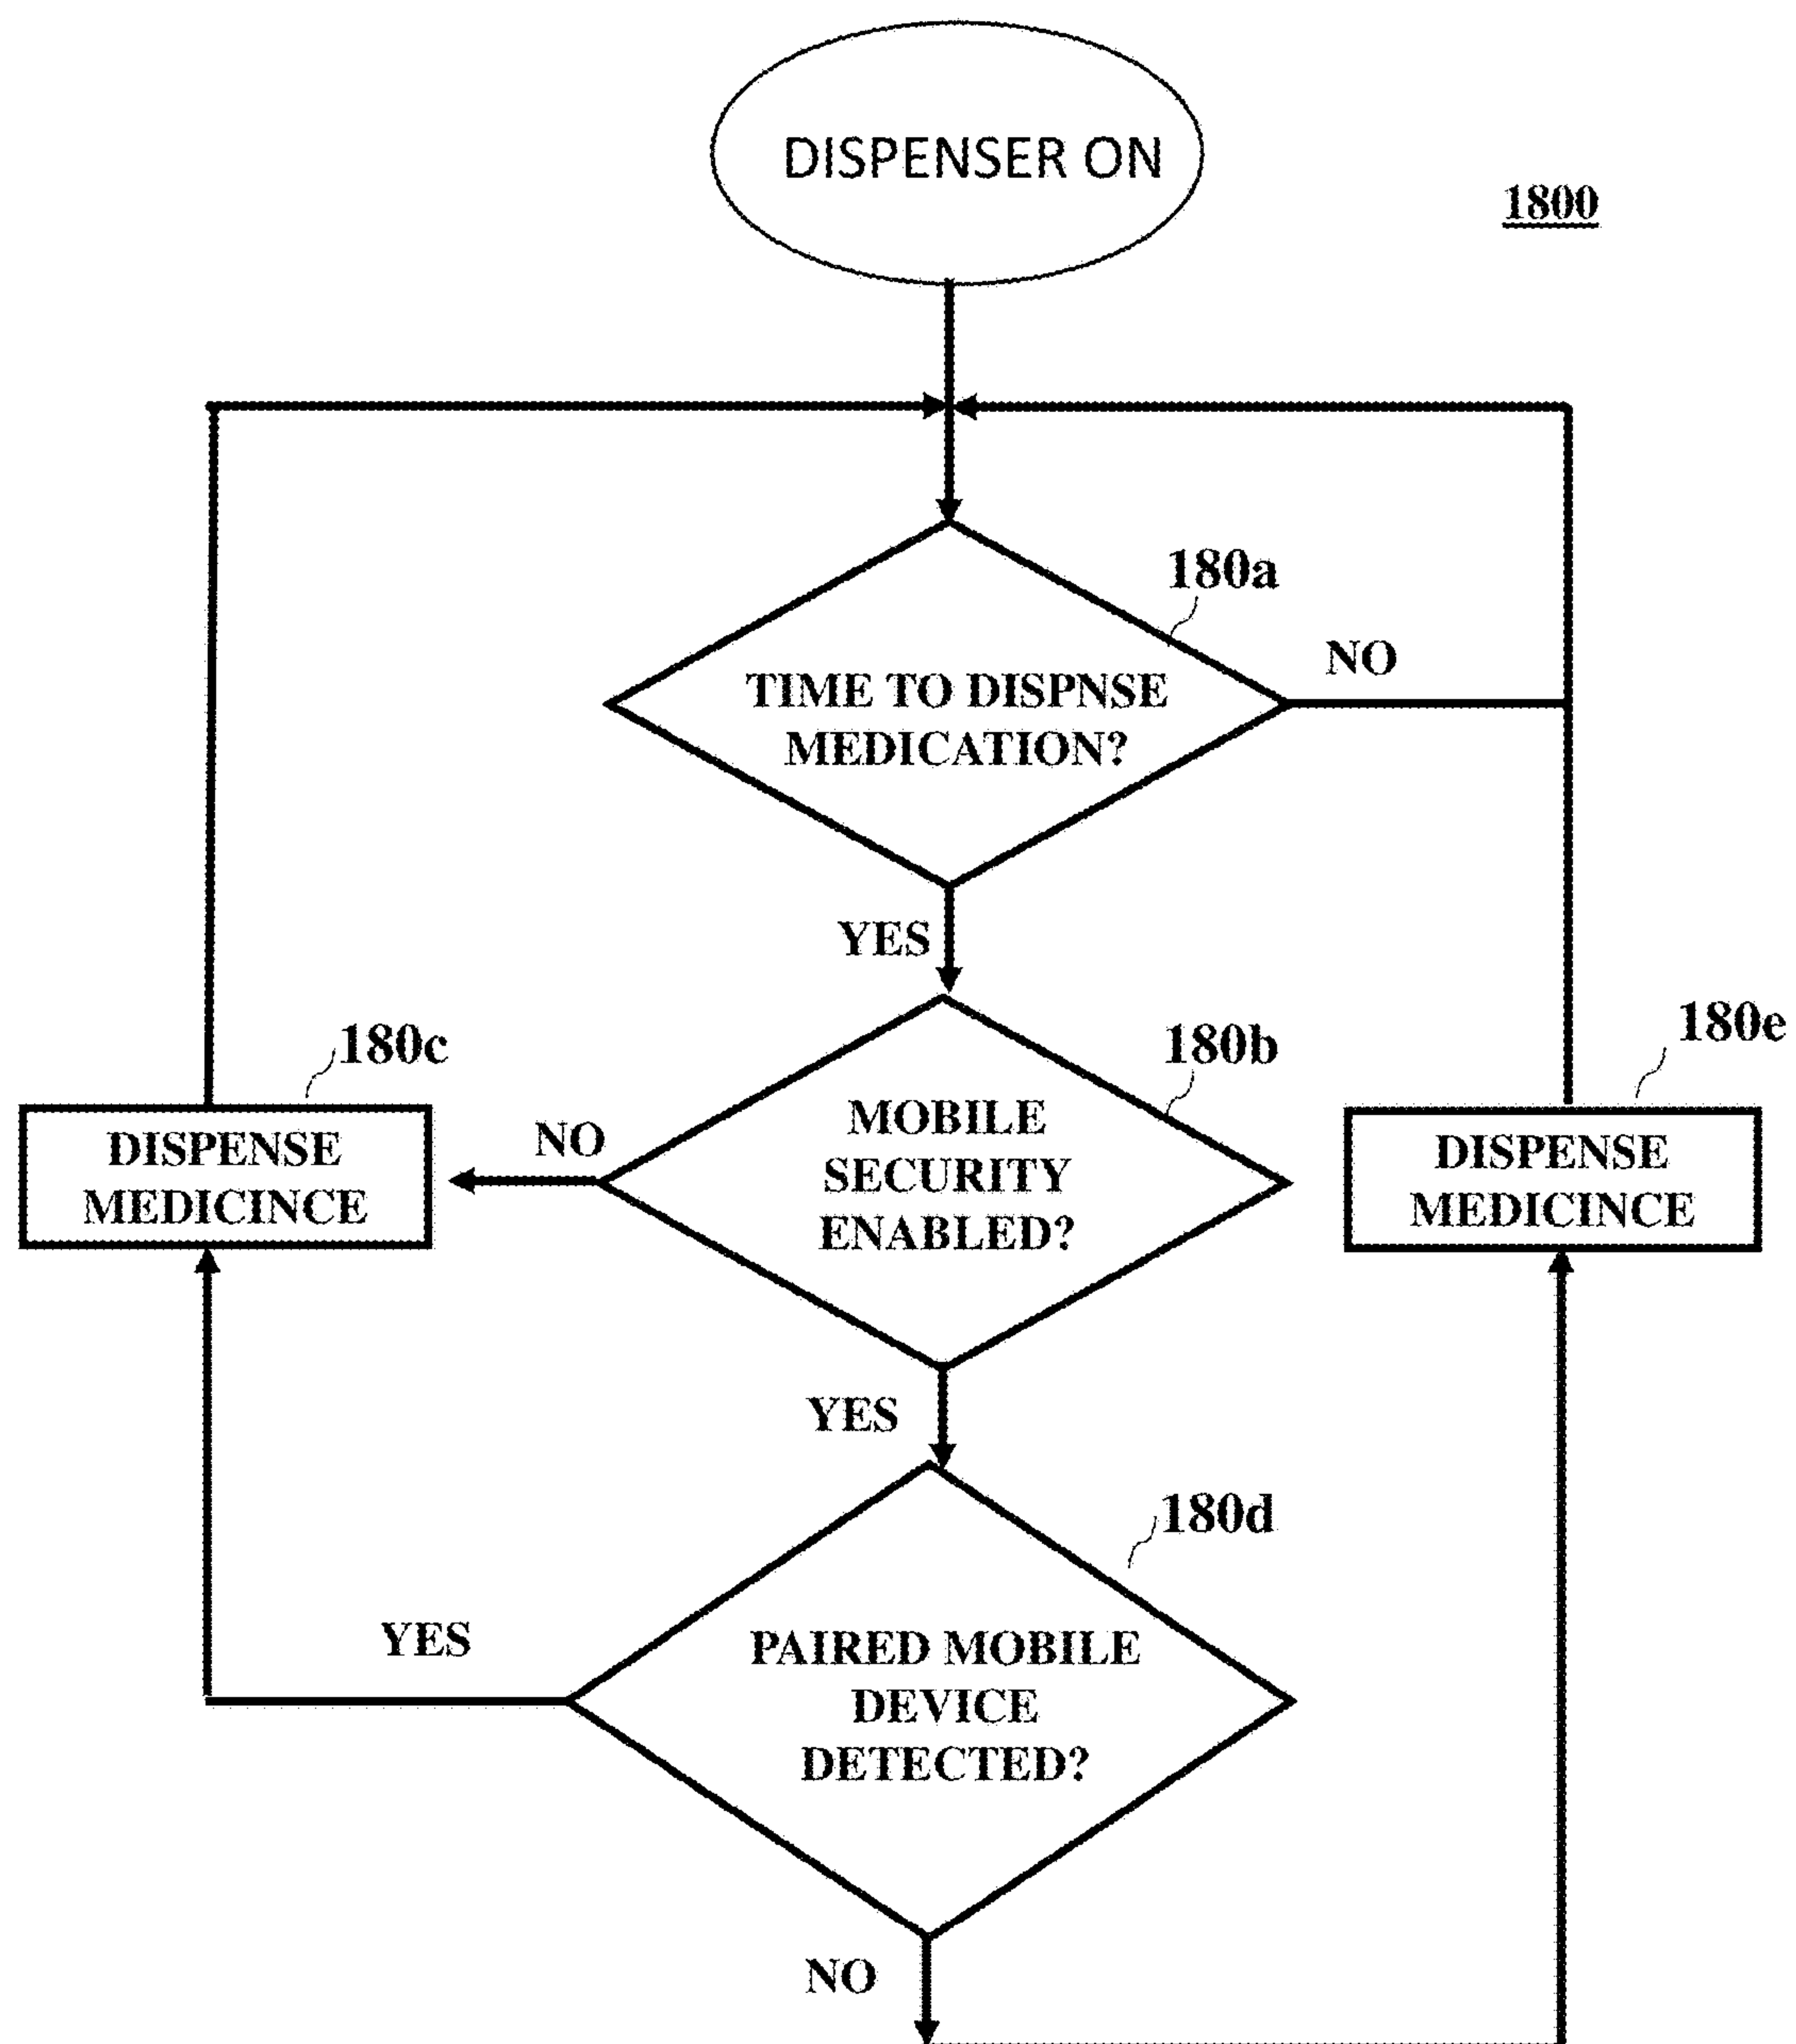 DISPENSER ON
1800
180a
NO
TIME TO DISPNSE
MEDICATION?
YES
180c
180b
180e
DISPENSE
MEDICINCE
NO
MOBILE
SECURITY
ENABLED?
DISPENSE
MEDICINCE
YES
180d
YES
PAIRED MOBILE
DEVICE
DETECTED?
NO